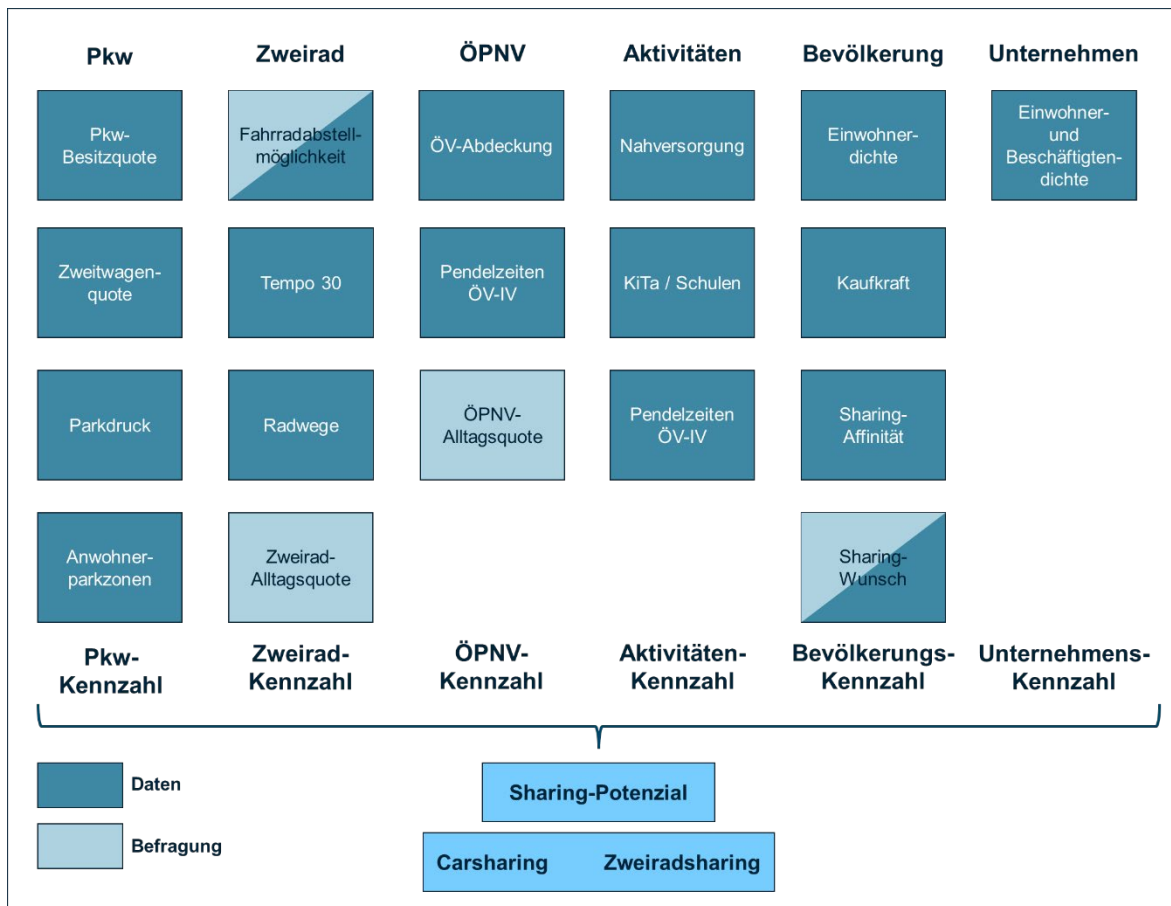 Pkw
Zweirad
ÖPNV
Aktivitäten
Bevölkerung
Unternehmen
Pkw-
Besitzquote
Fahrradabstell-
möglichkeit
ÖV-Abdeckung
Nahversorgung
Einwohner-
dichte
Einwohner-
und
Beschäftigten-
dichte
Zweitwagen-
quote
Tempo 30
Pendelzeiten
ÖV-IV
KiTa / Schulen
Kaufkraft
Parkdruck
Radwege
ÖPNV-
Alltagsquote
Pendelzeiten
ÖV-IV
Sharing-
Affinität
Anwohner-
parkzonen
Zweirad-
Alltagsquote
Sharing-
Wunsch
Pkw-
Kennzahl
Zweirad-
Kennzahl
ÖPNV-
Kennzahl
Aktivitäten-
Kennzahl
Bevölkerungs-
Kennzahl
Unternehmens-
Kennzahl
Daten
Befragung
Sharing-Potenzial
Carsharing Zweiradsharing